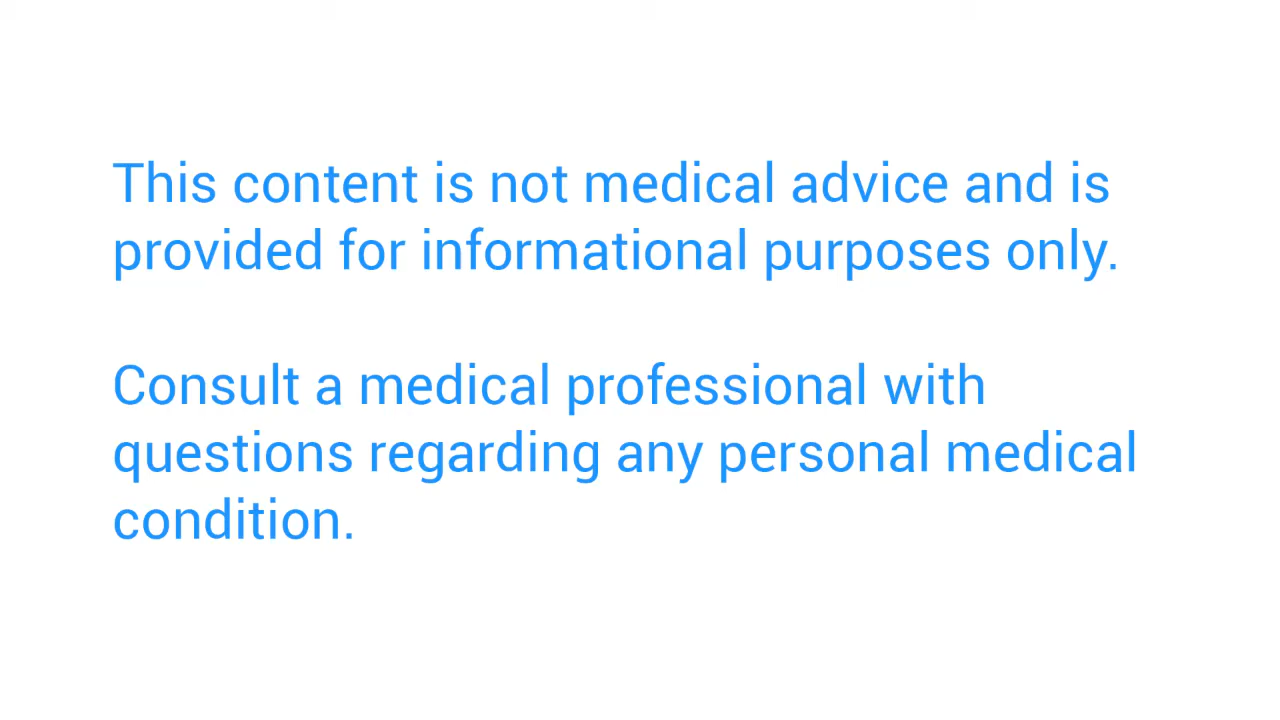 This content is not medical advice and is
provided for informational purposes only.
Consult a medical professional with
questions regarding any personal medical
condition.